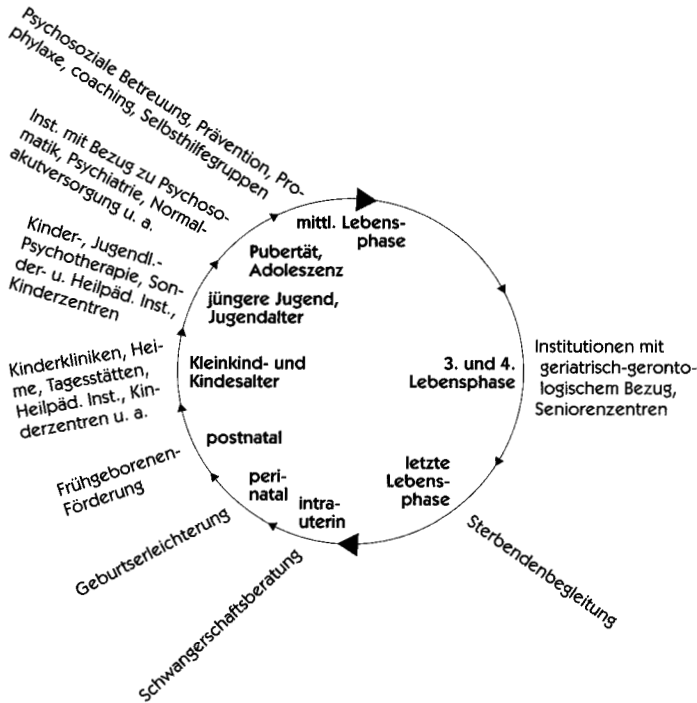 Psychosoziale Betreuung, Prävention, Pro-
phylaxe, coaching, Selbsthilfegruppen
Inst. mit Bezug zu Psychoso-
matik, Psychiatrie, Normal-
akutversorgung u. a.
Kinder-, Jugendl.-
Psychotherapie, Son-
der- u. Heilpäd. Inst.,
Kinderzentren
Kinderkliniken, Hei-
me, Tagesstätten,
Heilpäd. Inst., Kin-
derzentren u. a.
Frühgeborenen-
Förderung
Geburtserleichterung
Schwangerschaftsberatung
mittl. Lebens-
phase
Pubertät,
Adoleszenz
jüngere Jugend,
Jugendalter
Kleinkind- und
Kindesalter
postnatal
peri-
natal
intra-
uterin
3. und 4.
Lebensphase
letzte
Lebens-
phase
Institutionen mit
geriatrisch-geronto-
logischem Bezug,
Seniorenzentren
Sterbendenbegleitung